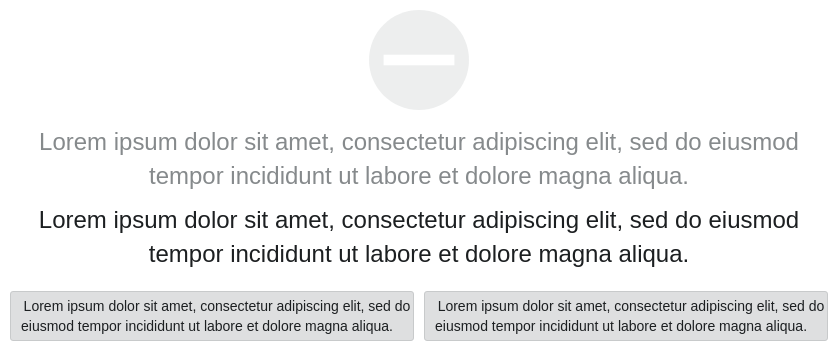 Lorem ipsum dolor sit amet, consectetur adipiscing elit, sed do eiusmod
tempor incididunt ut labore et dolore magna aliqua.
Lorem ipsum dolor sit amet, consectetur adipiscing elit, sed do eiusmod
tempor incididunt ut labore et dolore magna aliqua.
Lorem ipsum dolor sit amet, consectetur adipiscing elit, sed do
eiusmod tempor incididunt ut labore et dolore magna aliqua.
Lorem ipsum dolor sit amet, consectetur adipiscing elit, sed do
eiusmod tempor incididunt ut labore et dolore magna aliqua.